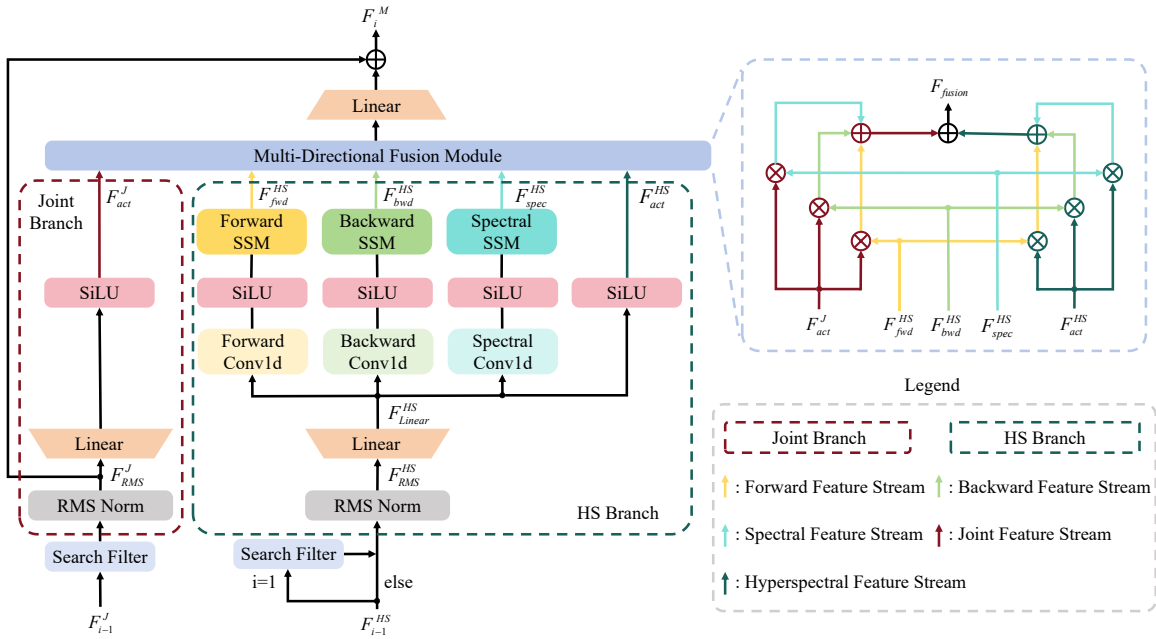 F_i^M
Linear
Multi-Directional Fusion Module
Joint
Branch
F_act^J
SiLU
Linear
F_RMS^J
RMS Norm
Search Filter
F_{i-1}^J
F_fwd^HS
F_bwd^HS
F_spec^HS
F_act^HS
Forward
SSM
Backward
SSM
Spectral
SSM
SiLU
SiLU
SiLU
SiLU
Forward
Conv1d
Backward
Conv1d
Spectral
Conv1d
F_Linear^HS
Linear
F_RMS^HS
RMS Norm
HS Branch
Search Filter
i=1
else
F_{i-1}^HS
F_fusion
F_act^J
F_fwd^HS
F_bwd^HS
F_spec^HS
F_act^HS
Legend
Joint Branch
HS Branch
: Forward Feature Stream
: Backward Feature Stream
: Spectral Feature Stream
: Joint Feature Stream
: Hyperspectral Feature Stream